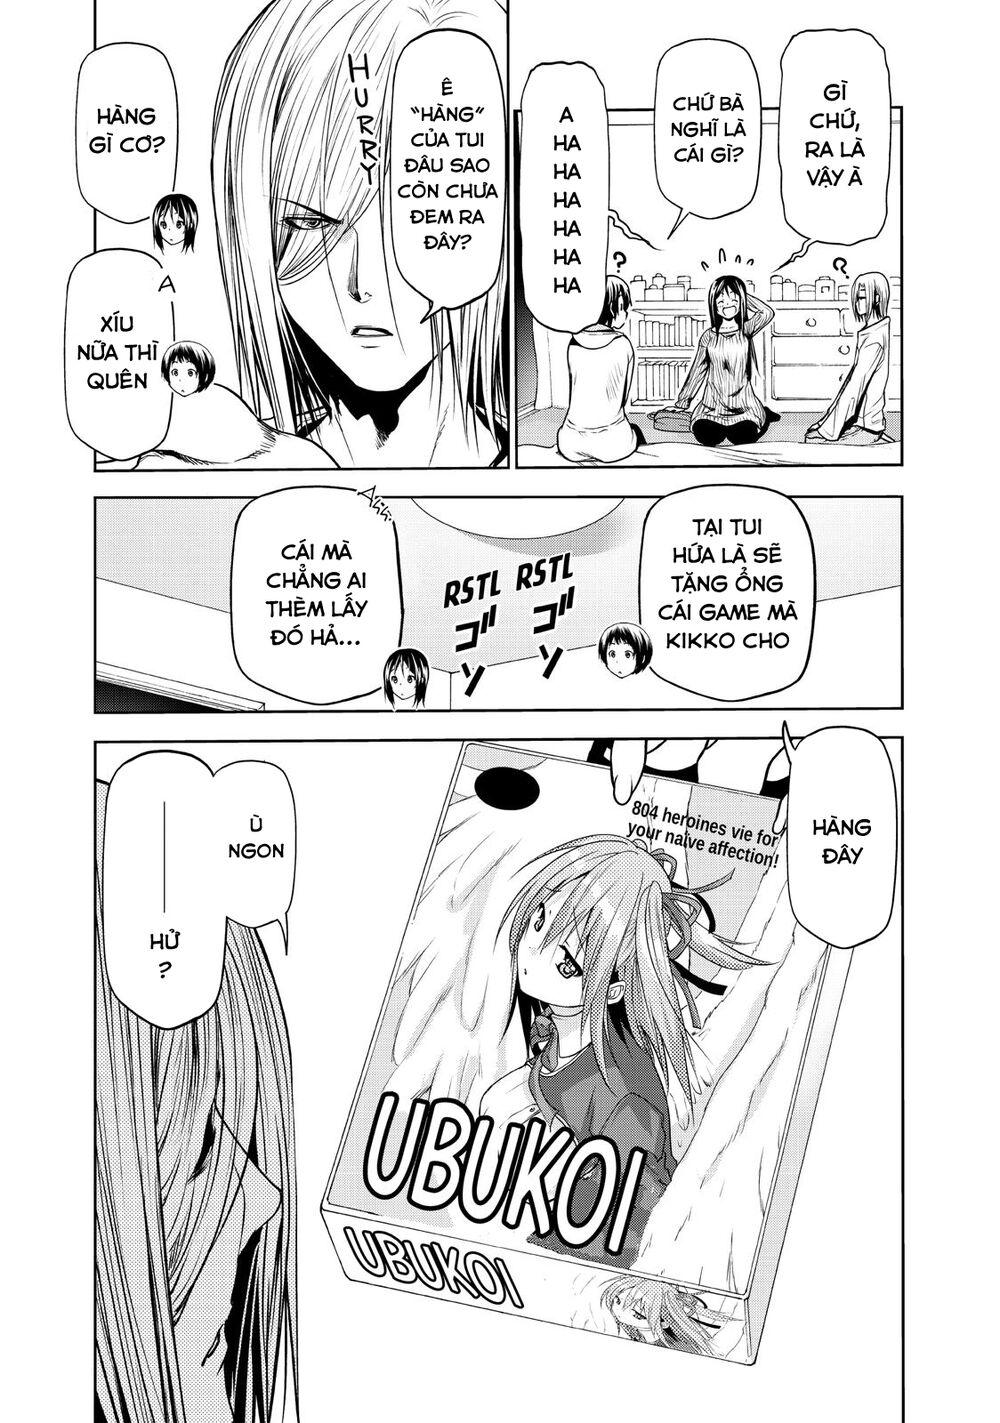 GÌ
CHỨ,
RA LÀ
VẬY À
CHỨ BÀ
NGHĨ LÀ
CÁI GÌ?
A
HA
HA
HA
HA
HA
HA
?
?
Ê
“HÀNG”
CỦA TUI
ĐÂU SAO
CÒN CHƯA
ĐEM RA
ĐÂY?
HURRY
HÀNG
GÌ CƠ?
A
XÍU
NỮA THÌ
QUÊN
TẠI TUI
HỨA LÀ SẼ
TẶNG ỔNG
CÁI GAME MÀ
KIKKO CHO
RSTL RSTL
ゴソ
ゴソ
CÁI MÀ
CHẲNG AI
THÈM LẤY
ĐÓ HẢ...
HÀNG
ĐÂY
804 heroines vie for
your naive affection!
UBUKOI
UBUKOI
Ù
NGON
HỬ
?